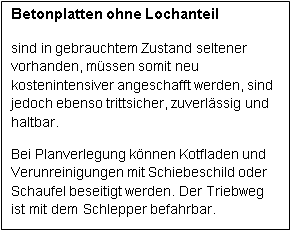 Betonplatten ohne Lochanteil
sind in gebrauchtem Zustand seltener
vorhanden, müssen somit neu
kostenintensiver angeschafft werden, sind
jedoch ebenso trittsicher, zuverlässig und
haltbar.
Bei Planverlegung können Kotfladen und
Verunreinigungen mit Schiebeschild oder
Schaufel beseitigt werden. Der Triebweg
ist mit dem Schlepper befahrbar.